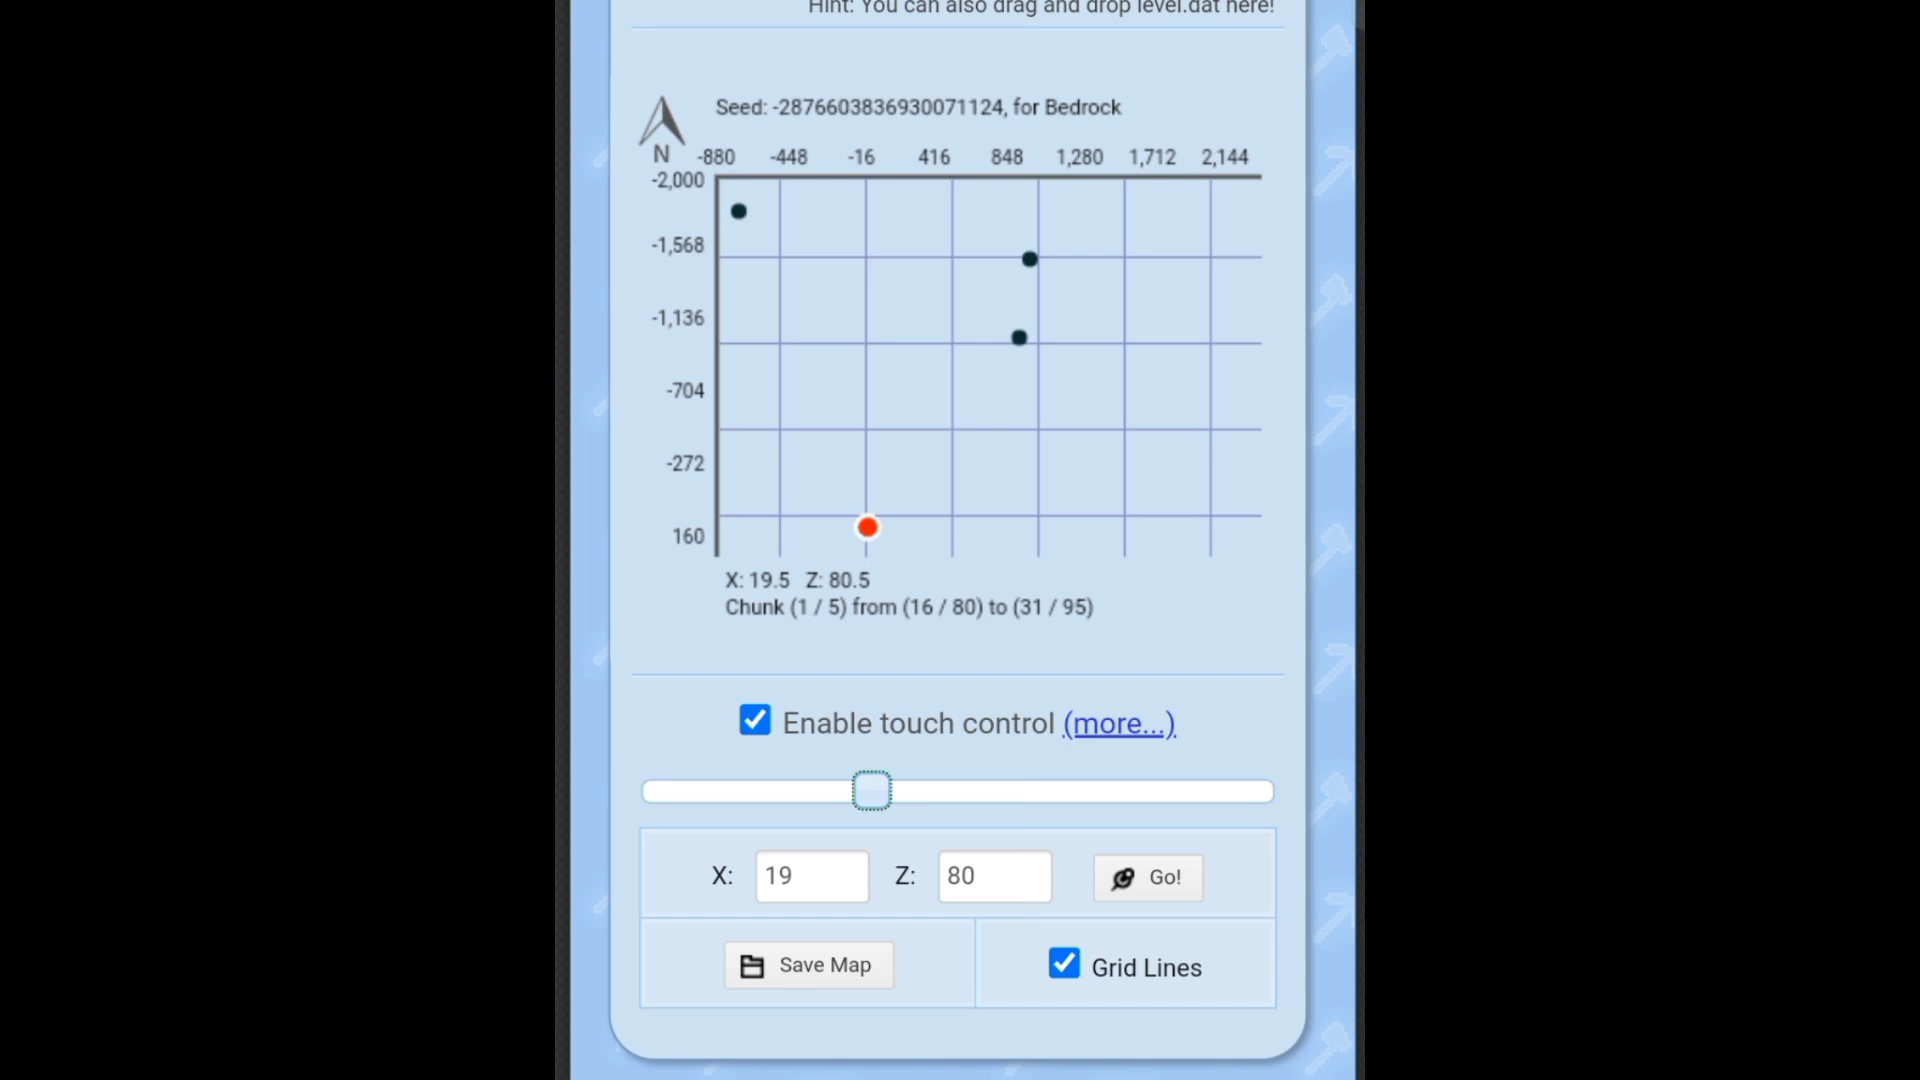 Hint: You can also drag and drop level.dat here!
Seed: -2876603836930071124, for Bedrock
N
-880 -448 -16 416 848 1,280 1,712 2,144
-2,000
-1,568
-1,136
-704
-272
160
X: 19.5 Z: 80.5
Chunk (1 / 5) from (16 / 80) to (31 / 95)
Enable touch control (more...)
X: 19 Z: 80 Go!
Save Map Grid Lines